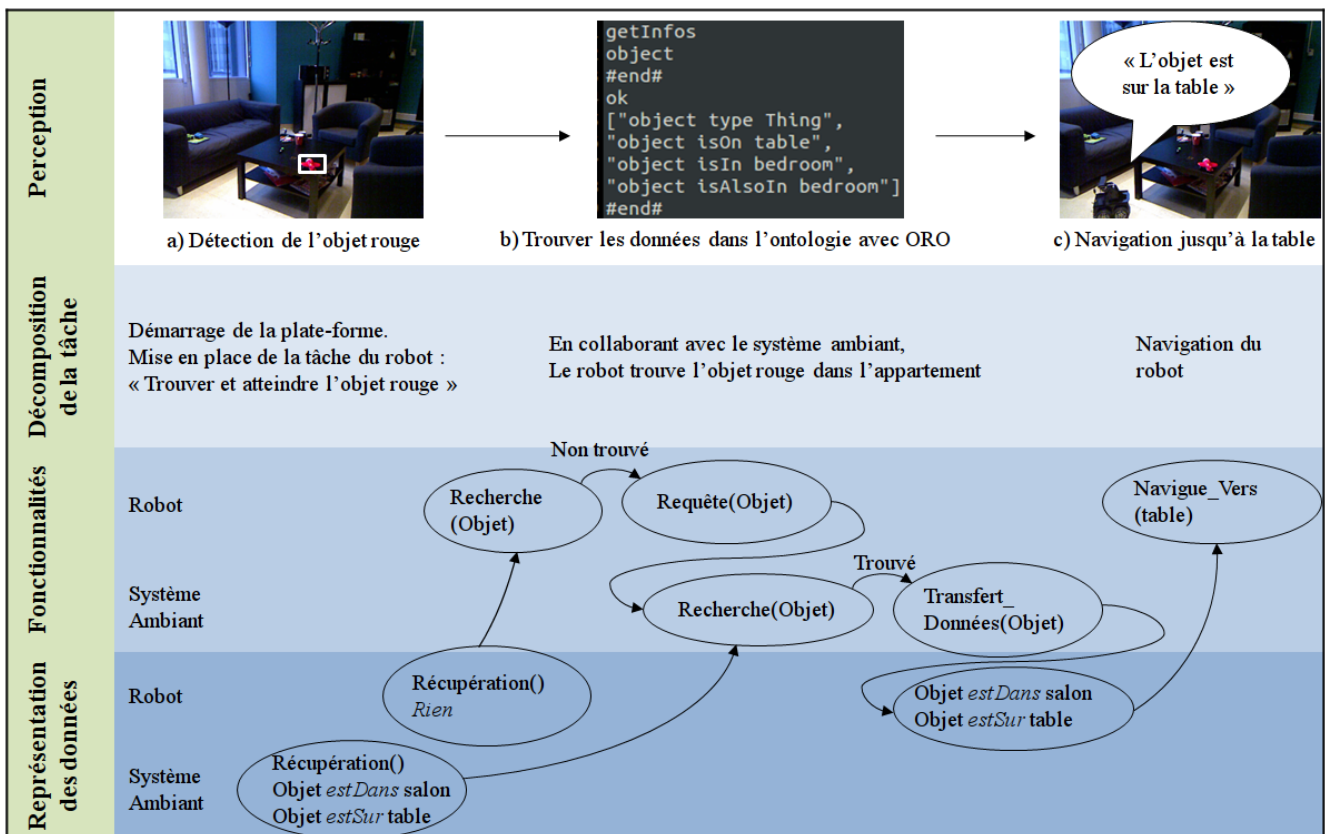 Perception
getInfos
object
#end#
ok
["object type Thing",
"object isOn table",
"object isIn bedroom",
"object isAlsoIn bedroom"]
#end#
« L'objet est
sur la table »
a) Détection de l'objet rouge
b) Trouver les données dans l'ontologie avec ORO
c) Navigation jusqu'à la table
Décomposition
de la tâche
Démarrage de la plate-forme.
Mise en place de la tâche du robot :
« Trouver et atteindre l'objet rouge »
En collaborant avec le système ambiant,
Le robot trouve l'objet rouge dans l'appartement
Navigation du
robot
Fonctionnalités
Robot
Recherche
(Objet)
Non trouvé
Requête(Objet)
Navigue_Vers
(table)
Système
Ambiant
Recherche(Objet)
Trouvé
Transfert_
Données(Objet)
Représentation
des données
Robot
Récupération()
Rien
Objet estDans salon
Objet estSur table
Système
Ambiant
Récupération()
Objet estDans salon
Objet estSur table